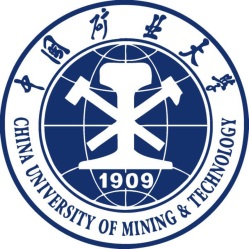 中国矿业大学
1909
CHINA UNIVERSITY OF MINING & TECHNOLOGY